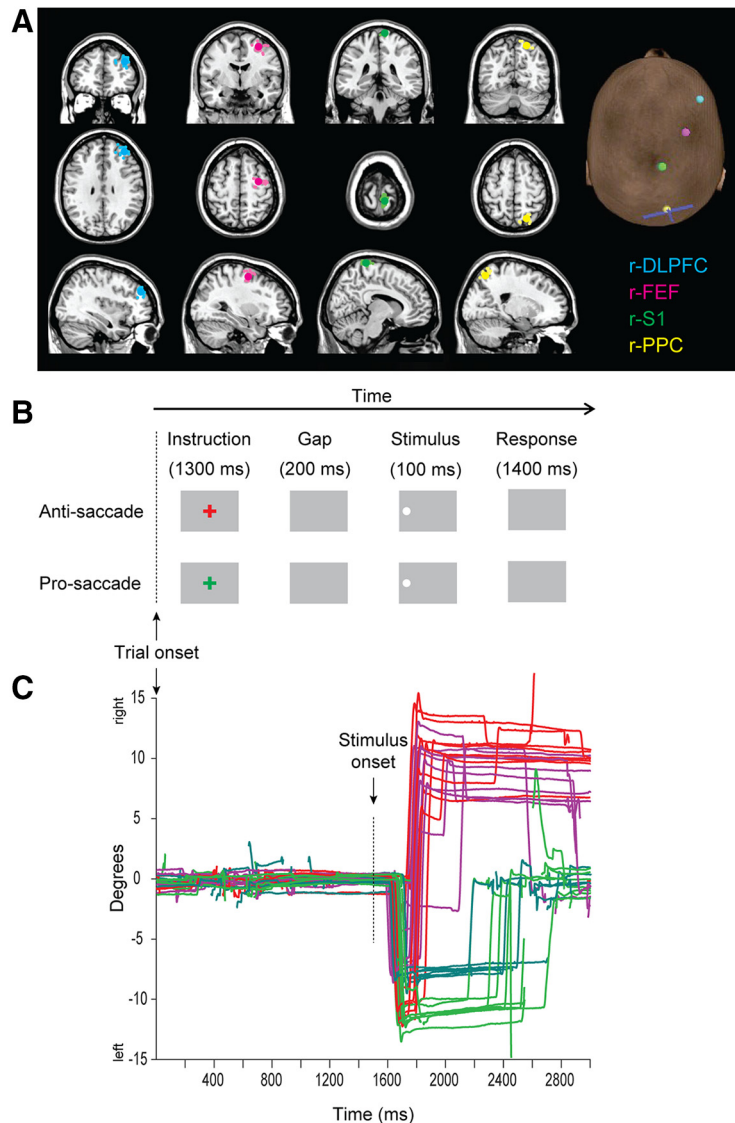 A
r-DLPFC
r-FEF
r-S1
r-PPC
B
Time
Instruction
(1300 ms)
Gap
(200 ms)
Stimulus
(100 ms)
Response
(1400 ms)
Anti-saccade
Pro-saccade
Trial onset
C
Stimulus
onset
right
Degrees
left
15
10
5
0
-5
-10
-15
400
800
1200
1600
2000
2400
2800
Time (ms)